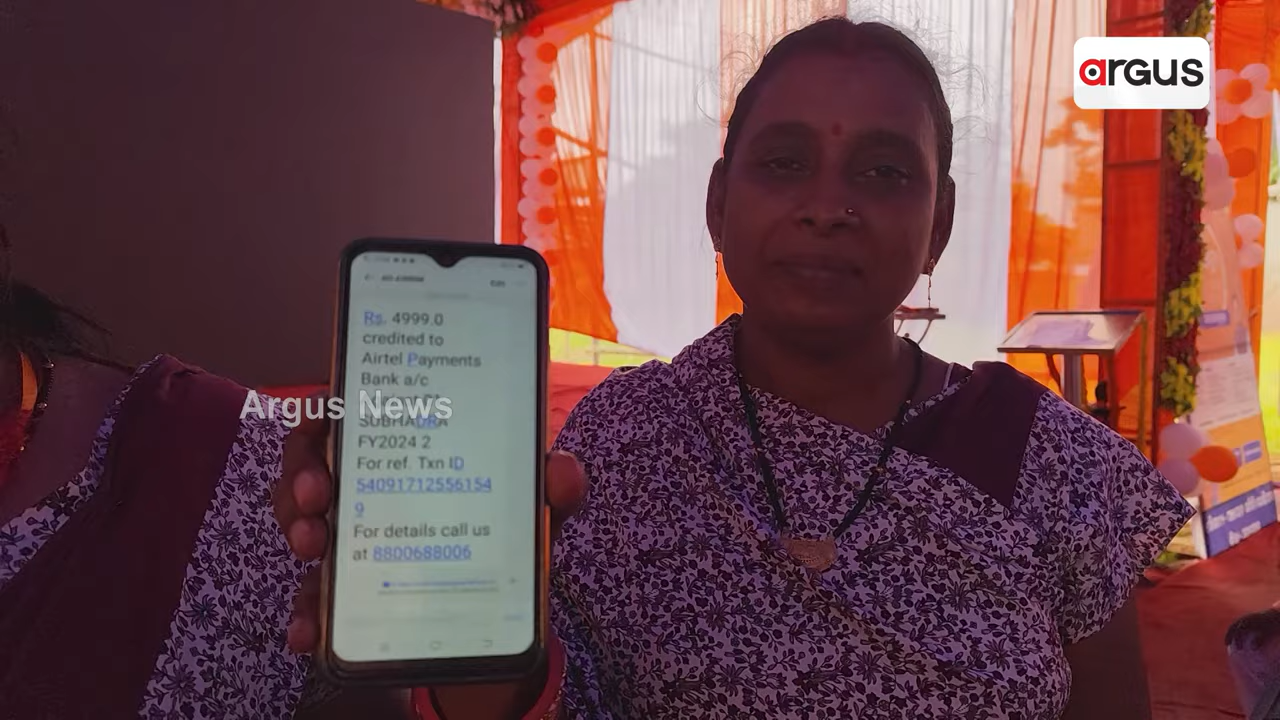 argus
Edit
Rs. 4999.0
credited to
Airtel Payments
Bank a/c
Argus News
SUBHADRA
FY2024 2
For ref. Txn ID
54091712556154
9
For details call us
at 8800688006